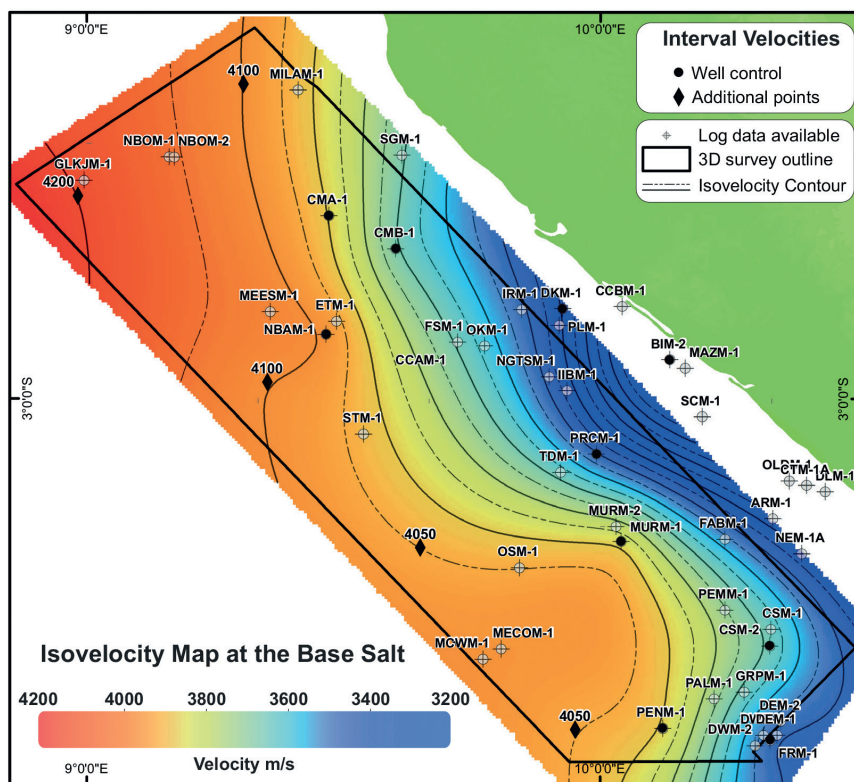 9°0'0"E
10°0'0"E
Interval Velocities
Well control
Additional points
Log data available
3D survey outline
Isovelocity Contour
4100
MILAM-1
NBOM-1 NBOM-2
SGM-1
GLKJM-1
4200
CMA-1
CMB-1
MEESM-1
ETM-1
NBAM-1
IRM-1
DKM-1
CCBM-1
PLM-1
FSM-1
OKM-1
CCAM-1
NGTSM-1
IIBM-1
BIM-2
MAZM-1
4100
3°0'0"S
3°0'0"S
SCM-1
STM-1
PRCM-1
TDM-1
CTM-1A
DLM-1
ARM-1
MURM-2
MURM-1
FABM-1
NEM-1A
4050
OSM-1
PEMM-1
CSM-1
CSM-2
MCWM-1
MECOM-1
Isovelocity Map at the Base Salt
GRPM-1
PALM-1
PENM-1
4050
DEM-2
DEM-1
DWM-2
FRM-1
4200
4000
3800
3600
3400
3200
Velocity m/s
9°0'0"E
10°0'0"E